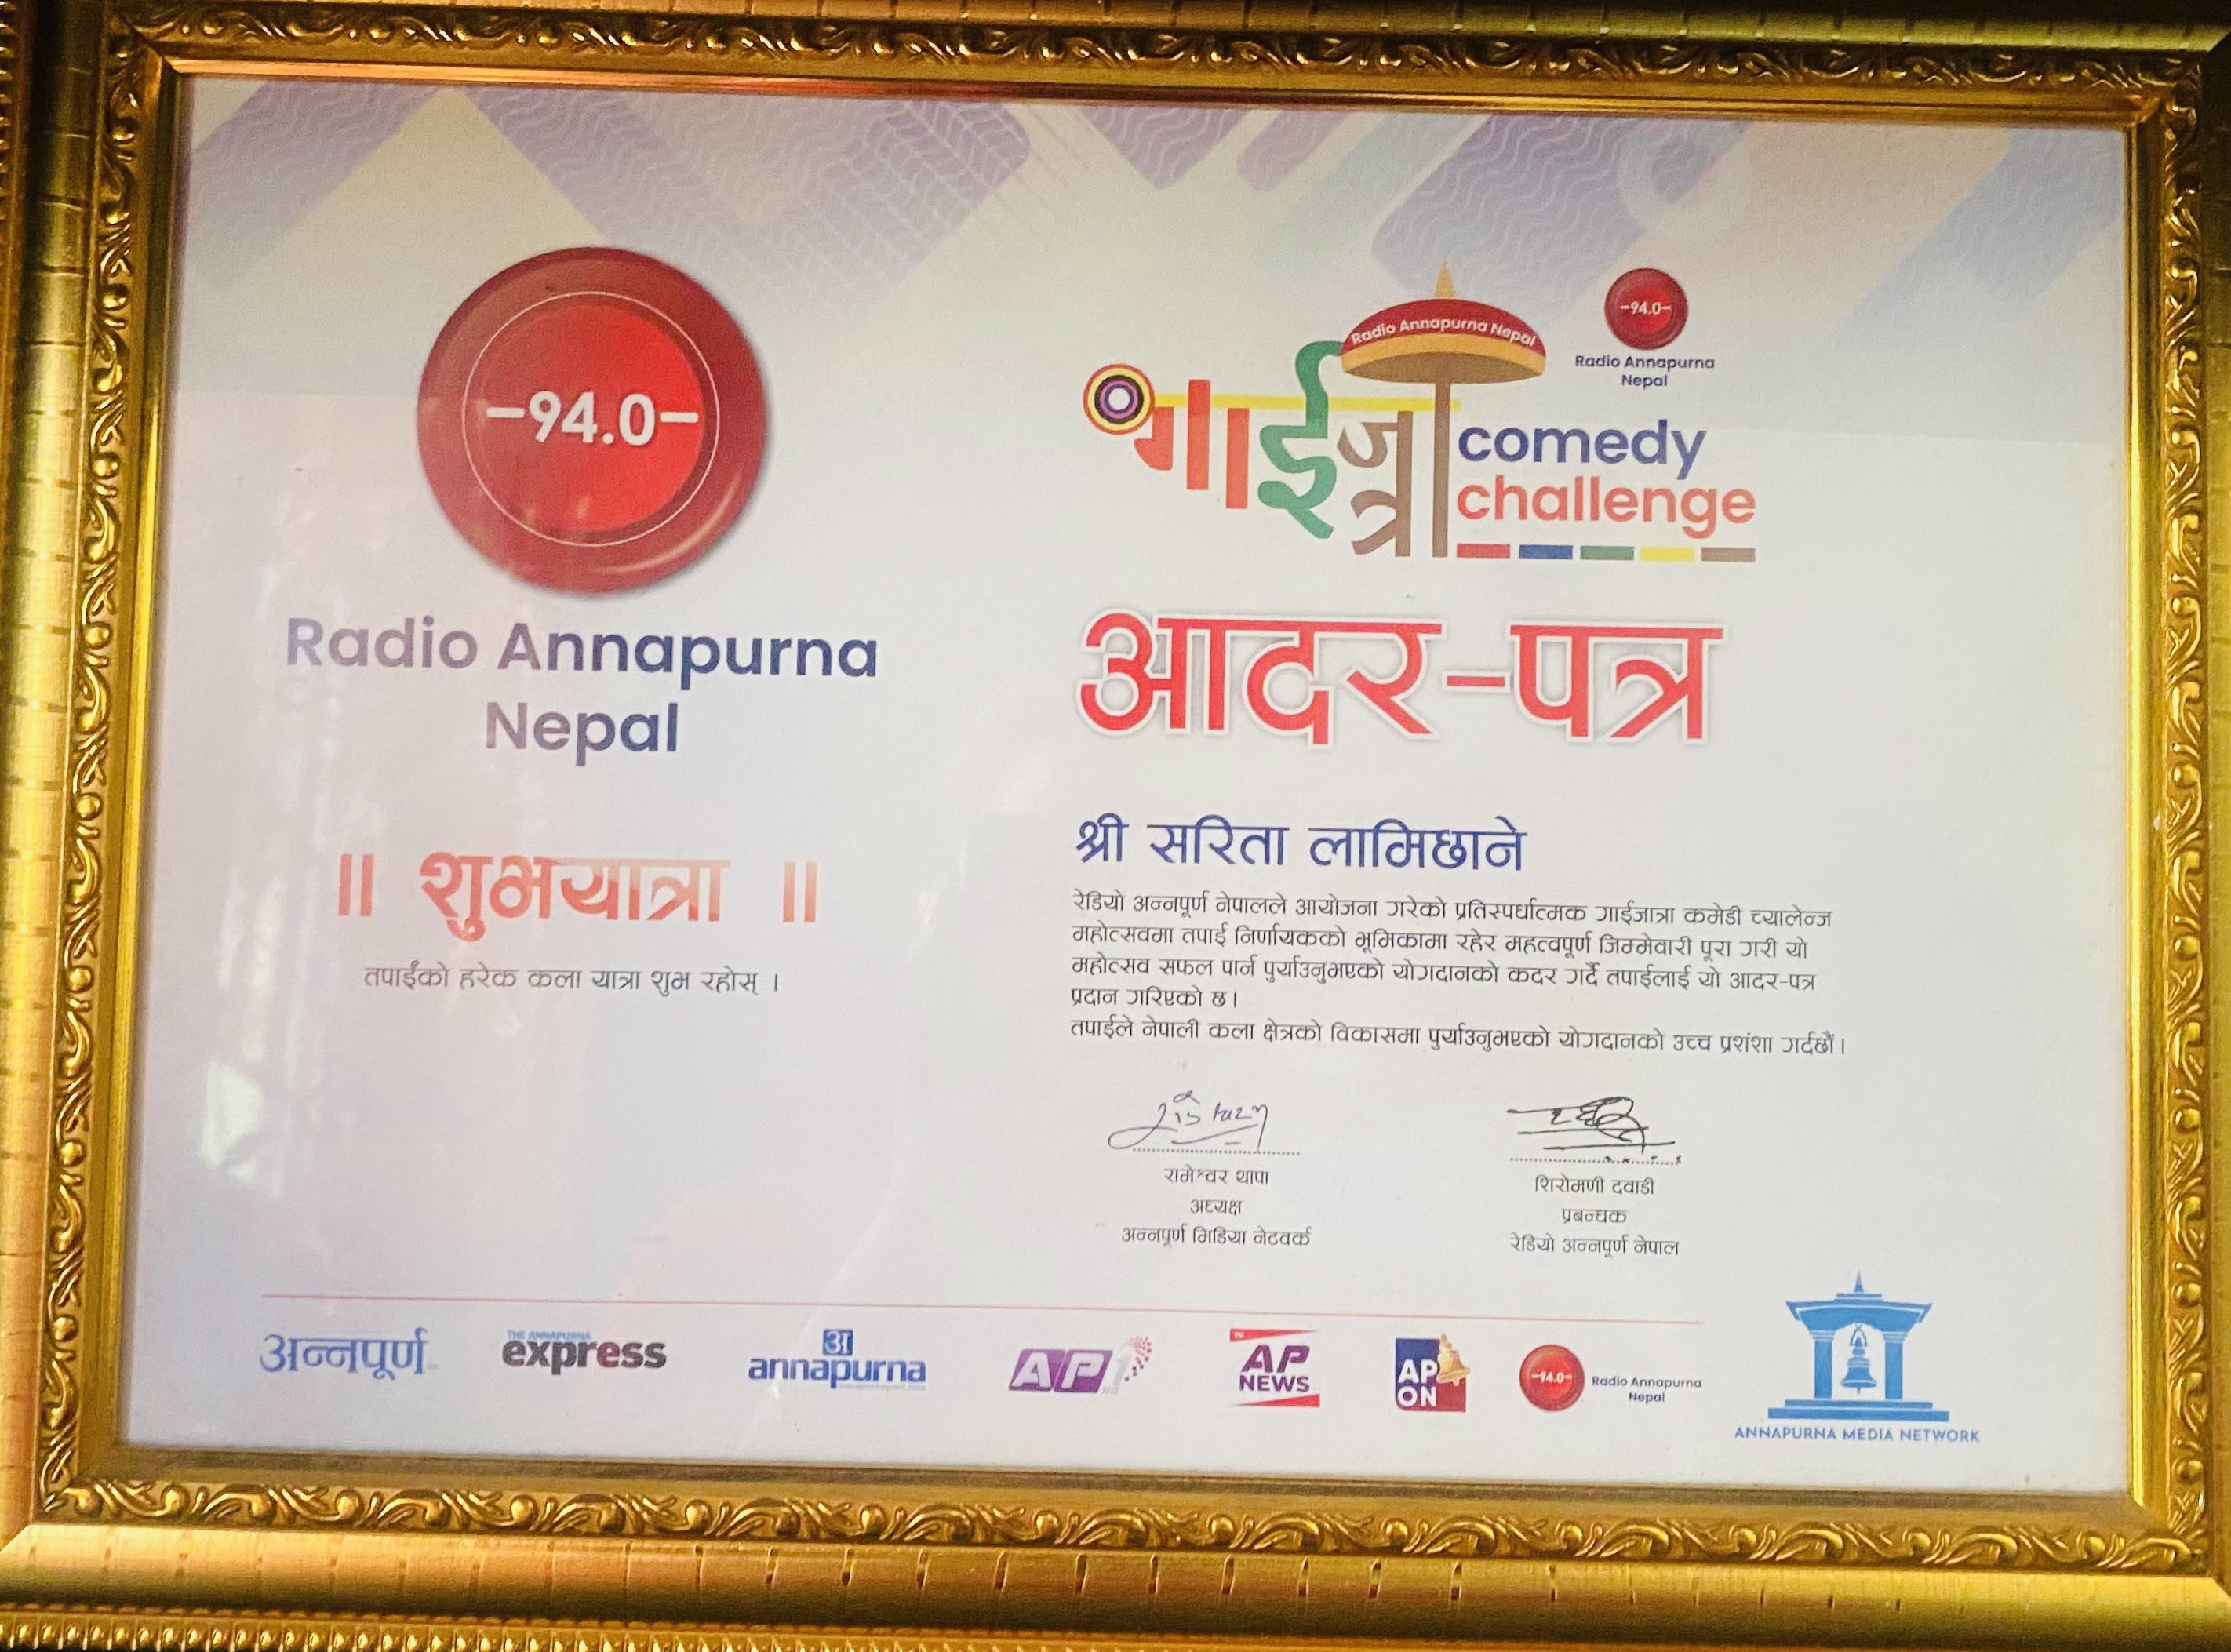 -94.0-
Radio Annapurna
Nepal
॥ शुभयात्रा ॥
तपाईंको हरेक कला यात्रा शुभ रहोस् ।
Radio Annapurna Nepal
-94.0-
Radio Annapurna
Nepal
गाईजात्रा
comedy
challenge
आदर-पत्र
श्री सरिता लामिछाने
रेडियो अन्नपूर्ण नेपालले आयोजना गरेको प्रतिस्पर्धात्मक गाईजात्रा कमेडी च्यालेन्ज
महोत्सवमा तपाई निर्णायकको भूमिकामा रहेर महत्वपूर्ण जिम्मेवारी पूरा गरी यो
महोत्सव सफल पार्न पुर्याउनुभएको योगदानको कदर गर्दै तपाईलाई यो आदर-पत्र
प्रदान गरिएको छ।
तपाईले नेपाली कला क्षेत्रको विकासमा पुर्याउनुभएको योगदानको उच्च प्रशंशा गर्दछौं।
रामेश्वर थापा
अध्यक्ष
अन्नपूर्ण मिडिया नेटवर्क
शिरोमणी दवाडी
प्रबन्धक
रेडियो अन्नपूर्ण नेपाल
अन्नपूर्ण
THE ANNAPURNA
express
अ
annapurna
AP1
HD
TV
AP
NEWS
AP
ON
-94.0-
Radio Annapurna
Nepal
ANNAPURNA MEDIA NETWORK